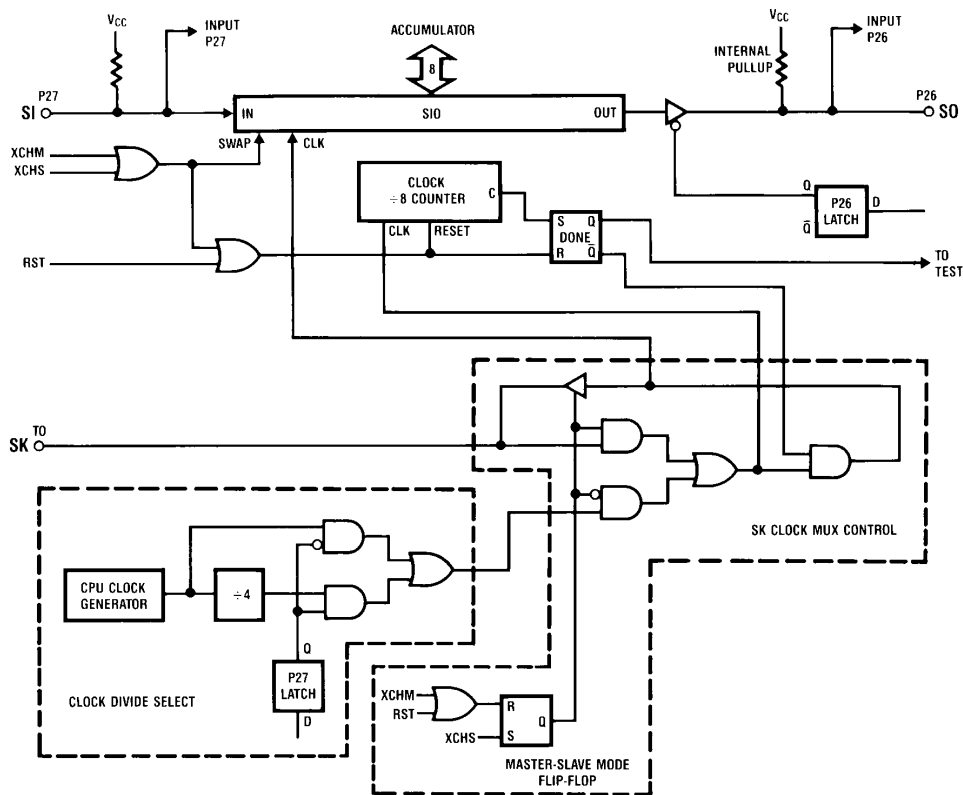 VCC
INPUT
P27
ACCUMULATOR
8
VCC
INTERNAL
PULLUP
INPUT
P26
P27
SI
IN
SIO
OUT
P26
SO
SWAP
CLK
XCHM
XCHS
CLOCK
÷8 COUNTER
C
CLK
RESET
S
Q
DONE
R
Q̅
Q
Q̅
P26
LATCH
D
RST
TO
TEST
TO
SK
SK CLOCK MUX CONTROL
CPU CLOCK
GENERATOR
÷4
Q
P27
LATCH
D
CLOCK DIVIDE SELECT
XCHM
RST
XCHS
R
S
Q
MASTER-SLAVE MODE
FLIP-FLOP